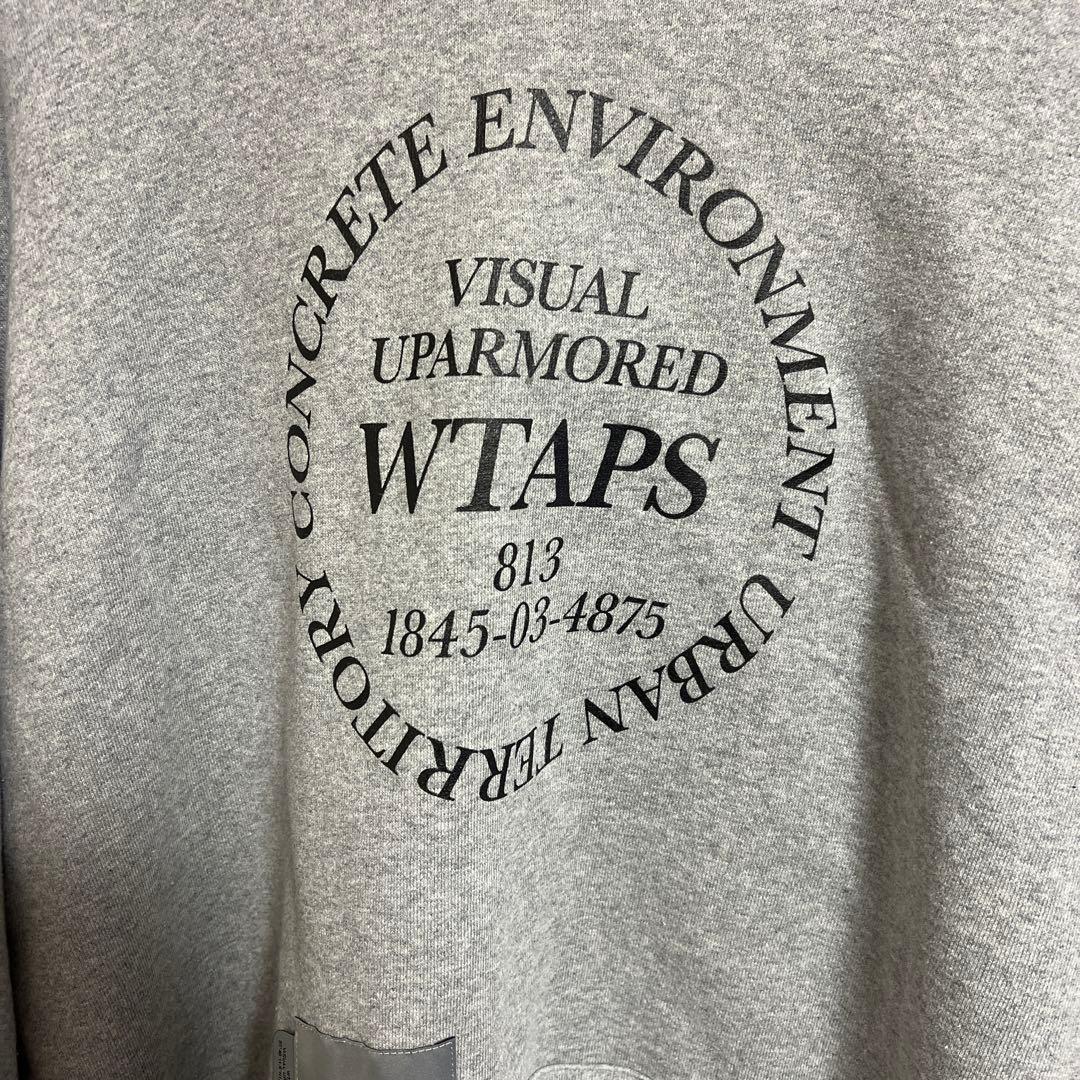 CONCRETE ENVIRONMENT URBAN TERRITORY
VISUAL
UPARMORED
WTAPS
813
1845-03-4875